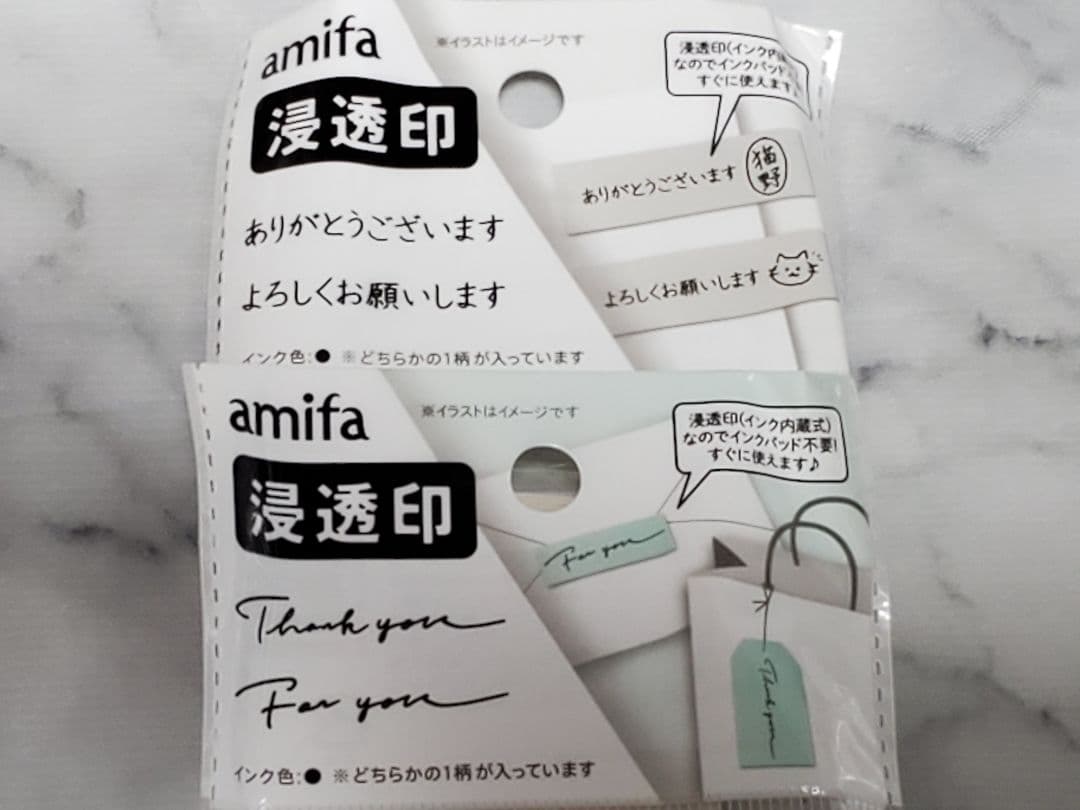 amifa
※イラストはイメージです
浸透印
浸透印(インク内
なのでインクパッド
すぐに使えます♪
ありがとうございます
猫野
よろしくお願いします
ありがとうございます
よろしくお願いします
インク色:● ※どちらかの1柄が入っています
amifa
※イラストはイメージです
浸透印
浸透印(インク内蔵式)
なのでインクパッド不要!
すぐに使えます♪
For you
Thank you
For you
Thank you
インク色:● ※どちらかの1柄が入っています